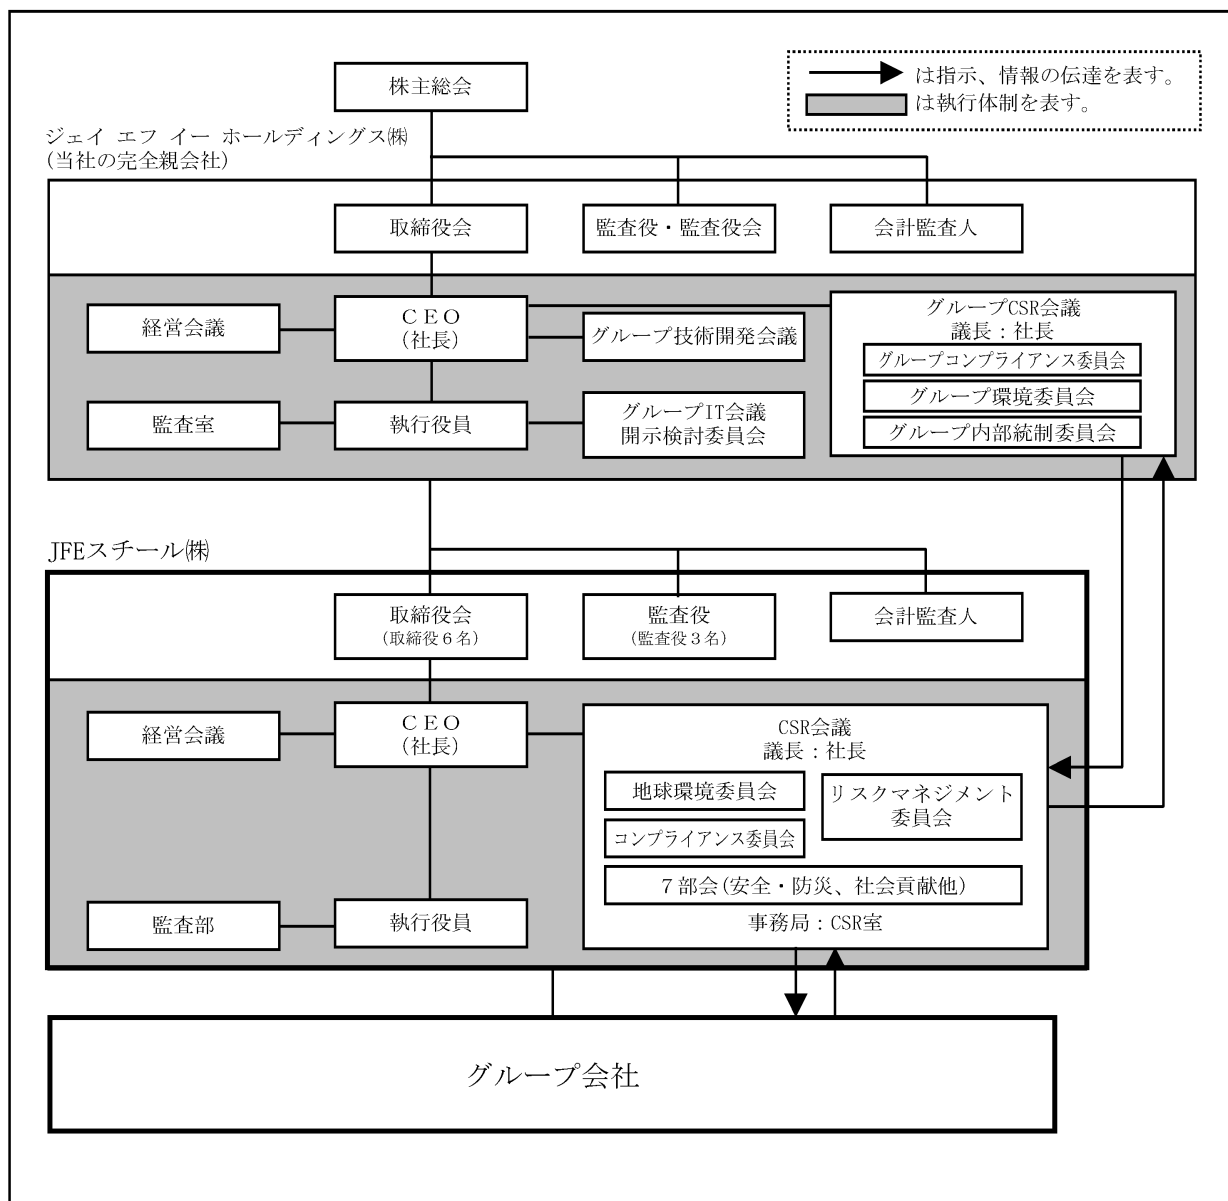 株主総会
は指示、情報の伝達を表す。
は執行体制を表す。
ジェイ エフ イー ホールディングス㈱
(当社の完全親会社)
取締役会
監査役・監査役会
会計監査人
経営会議
ＣＥＯ
(社長)
グループ技術開発会議
グループCSR会議
議長：社長
グループコンプライアンス委員会
グループ環境委員会
グループ内部統制委員会
監査室
執行役員
グループIT会議
開示検討委員会
JFEスチール㈱
取締役会
(取締役６名)
監査役
(監査役３名)
会計監査人
経営会議
ＣＥＯ
(社長)
CSR会議
議長：社長
地球環境委員会
コンプライアンス委員会
リスクマネジメント
委員会
７部会(安全・防災、社会貢献他)
事務局：CSR室
監査部
執行役員
グループ会社